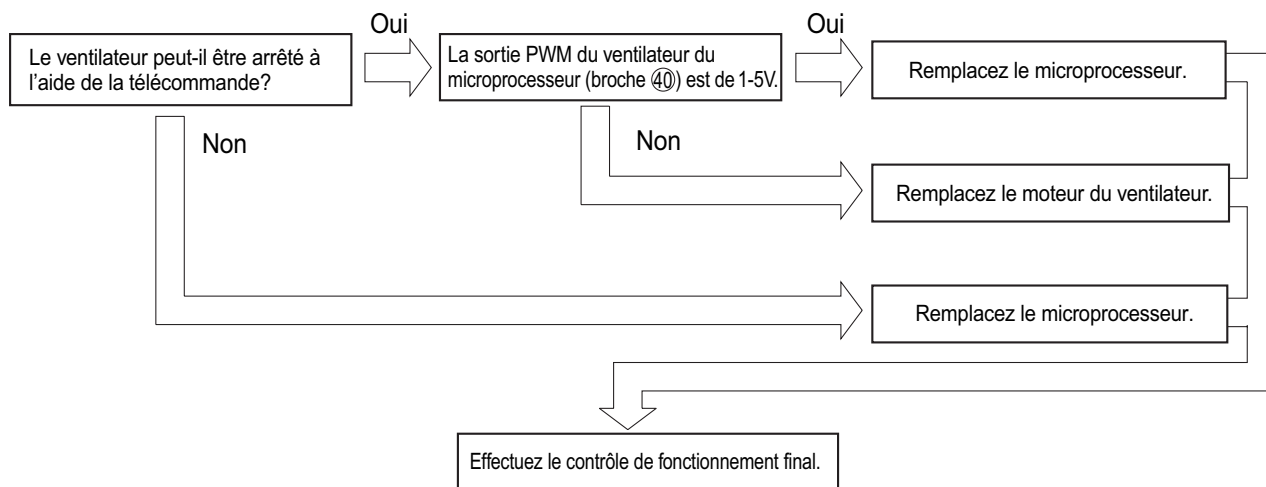 Oui
Oui
Le ventilateur peut-il être arrêté à
l'aide de la télécommande?
La sortie PWM du ventilateur du
microprocesseur (broche ㊵) est de 1-5V.
Remplacez le microprocesseur.
Non
Non
Remplacez le moteur du ventilateur.
Remplacez le microprocesseur.
Effectuez le contrôle de fonctionnement final.